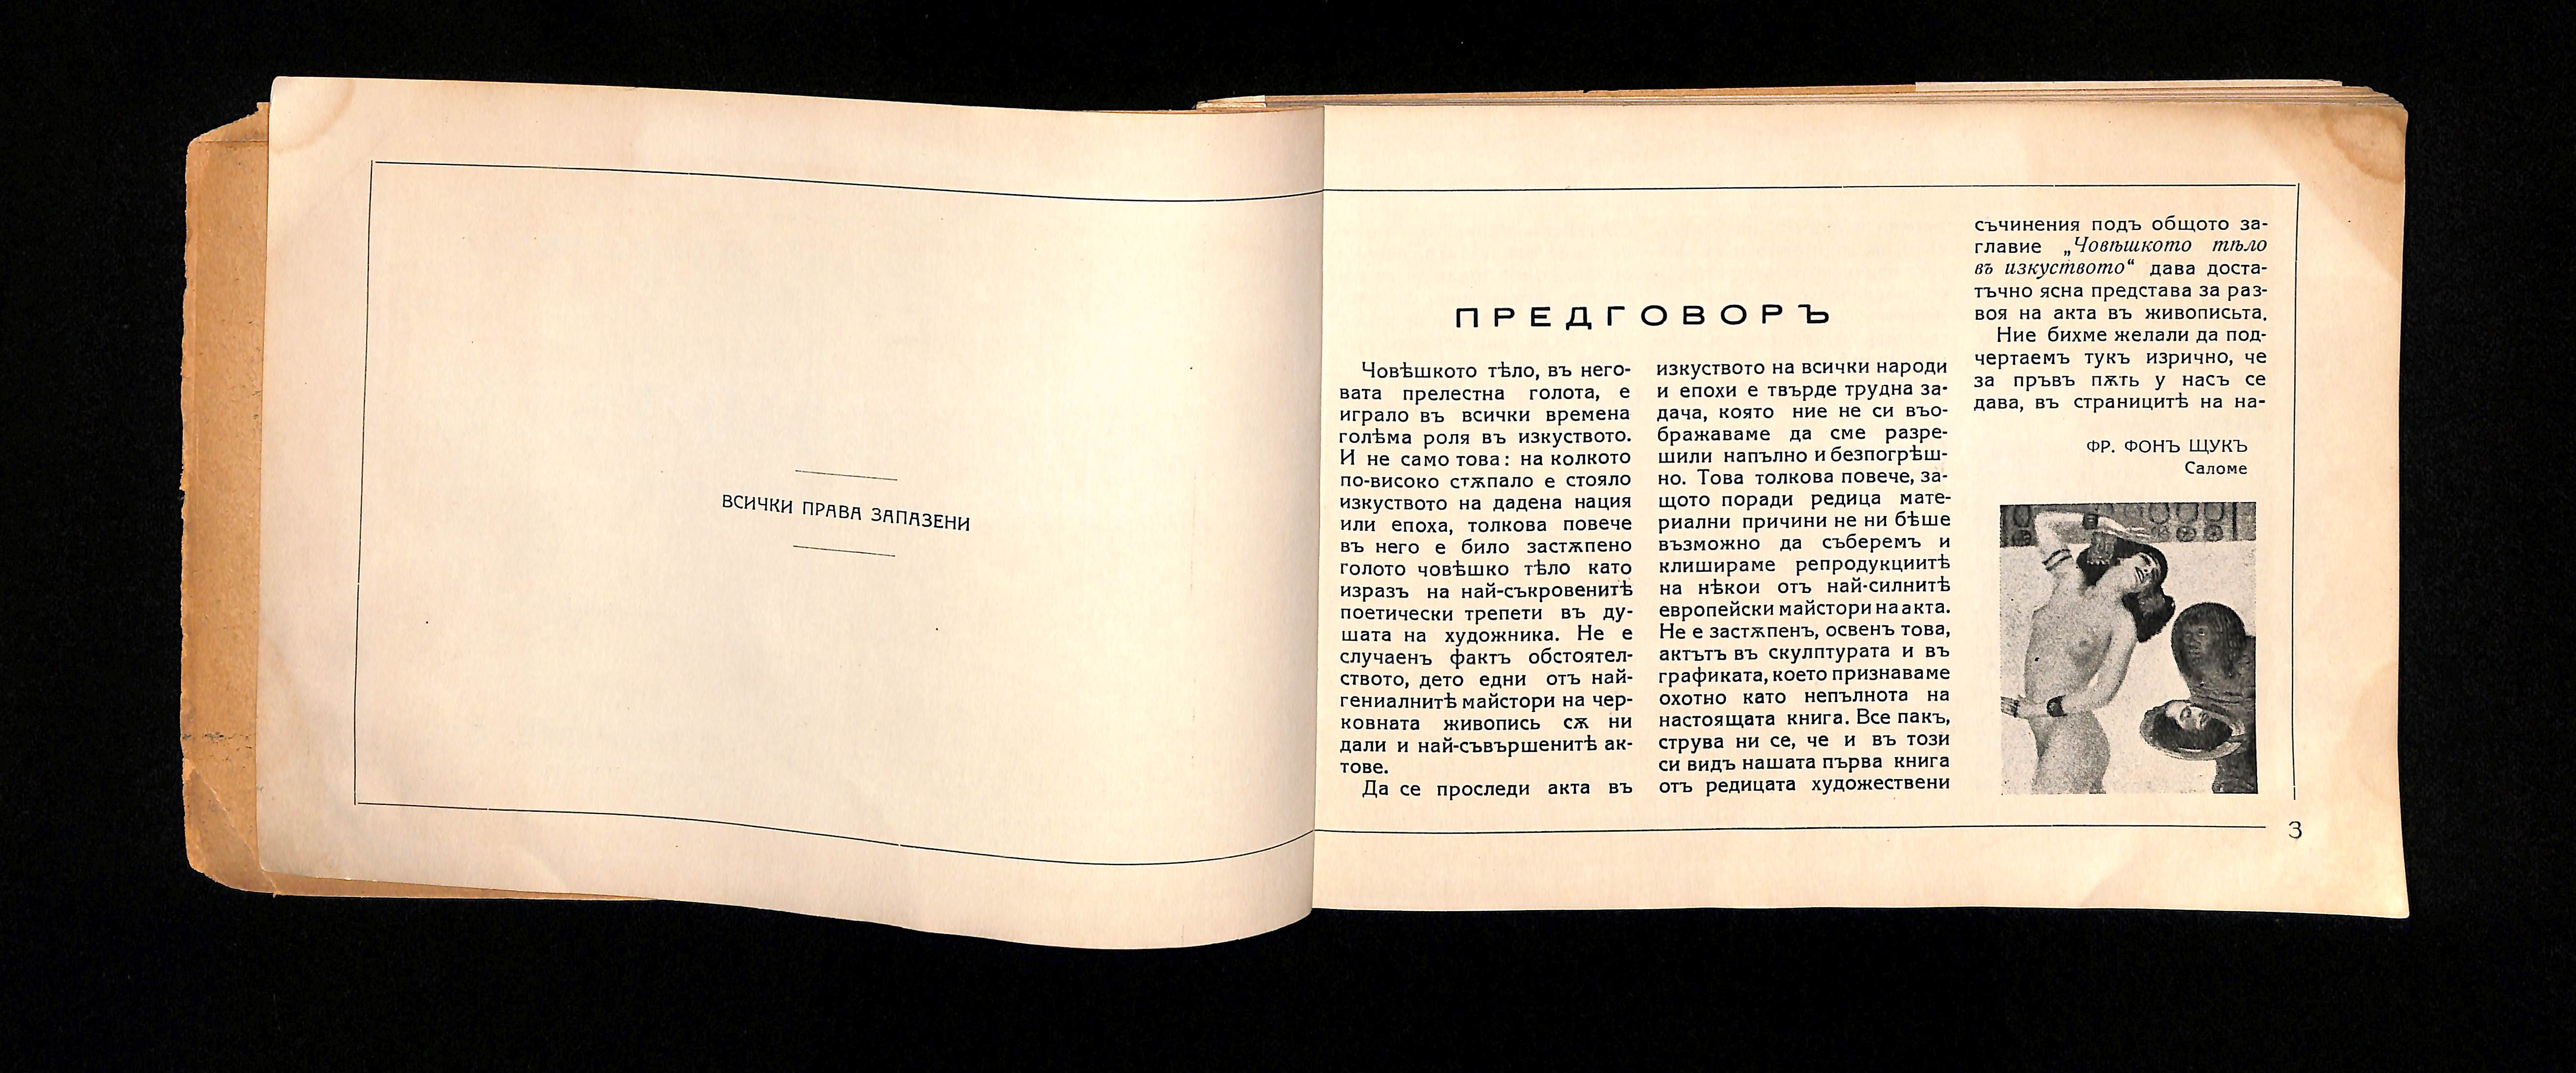 ВСИЧКИ ПРАВА ЗАПАЗЕНИ
ПРЕДГОВОРЪ
Човѣшкото тѣло, въ него-
вата прелестна голота, е
играло въ всички времена
голѣма роля въ изкуството.
И не само това: на колкото
по-високо стѫпало е стояло
изкуството на дадена нация
или епоха, толкова повече
въ него е било застѫпено
голото човѣшко тѣло като
изразъ на най-съкровенитѣ
поетически трепети въ ду-
шата на художника. Не е
случаенъ фактъ обстоятел-
ството, дето едни отъ най-
гениалнитѣ майстори на чер-
ковната живопись сѫ ни
дали и най-съвършенитѣ ак-
тове.
Да се проследи акта въ
изкуството на всички народи
и епохи е твърде трудна за-
дача, която ние не си въо-
бражаваме да сме разре-
шили напълно и безпогрѣш-
но. Това толкова повече, за-
щото поради редица мате-
риални причини не ни бѣше
възможно да съберемъ и
клишираме репродукциитѣ
на нѣкои отъ най-силнитѣ
европейски майстори на акта.
Не е застѫпенъ, освенъ това,
актътъ въ скулптурата и въ
графиката, което признаваме
охотно като непълнота на
настоящата книга. Все пакъ,
струва ни се, че и въ този
си видъ нашата първа книга
отъ редицата художествени
съчинения подъ общото за-
главие „Човѣшкото тѣло
въ изкуството“ дава доста-
тъчно ясна представа за раз-
воя на акта въ живописьта.
Ние бихме желали да под-
чертаемъ тукъ изрично, че
за пръвъ пѫть у насъ се
дава, въ страницитѣ на на-
ФР. ФОНЪ ЩУКЪ
Саломе
3